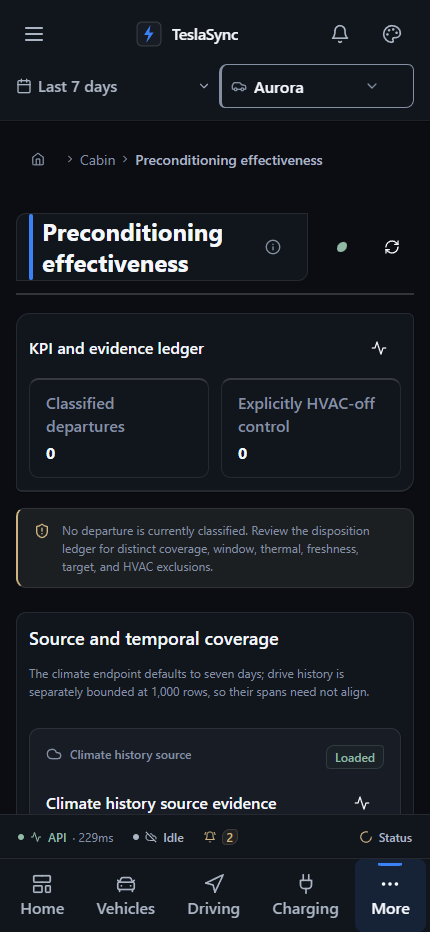 TeslaSync
Last 7 days
Aurora
Cabin
Preconditioning effectiveness
Preconditioning
effectiveness
KPI and evidence ledger
Classified
departures
0
Explicitly HVAC-off
control
0
No departure is currently classified. Review the disposition
ledger for distinct coverage, window, thermal, freshness,
target, and HVAC exclusions.
Source and temporal coverage
The climate endpoint defaults to seven days; drive history is
separately bounded at 1,000 rows, so their spans need not align.
Climate history source
Loaded
Climate history source evidence
API · 229ms
Idle
2
Status
Home
Vehicles
Driving
Charging
More